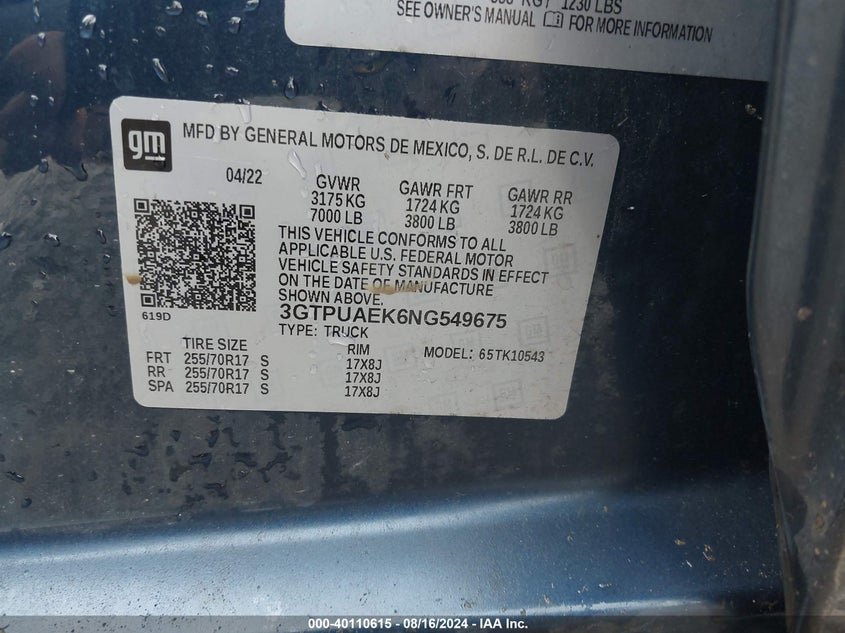 KG 1230 LBS
SEE OWNER'S MANUAL FOR MORE INFORMATION
gm
MFD BY GENERAL MOTORS DE MEXICO, S. DE R.L. DE C.V.
04/22 GVWR GAWR FRT GAWR RR
3175 KG 1724 KG 1724 KG
7000 LB 3800 LB 3800 LB
THIS VEHICLE CONFORMS TO ALL
APPLICABLE U.S. FEDERAL MOTOR
VEHICLE SAFETY STANDARDS IN EFFECT
ON THE DATE OF MANUFACTURE
SHOWN ABOVE.
619D
3GTPUAEK6NG549675
TYPE: TRUCK
TIRE SIZE RIM MODEL: 65TK10543
FRT 255/70R17 S 17X8J
RR 255/70R17 S 17X8J
SPA 255/70R17 S 17X8J
000-40110615 - 08/16/2024 - IAA Inc.